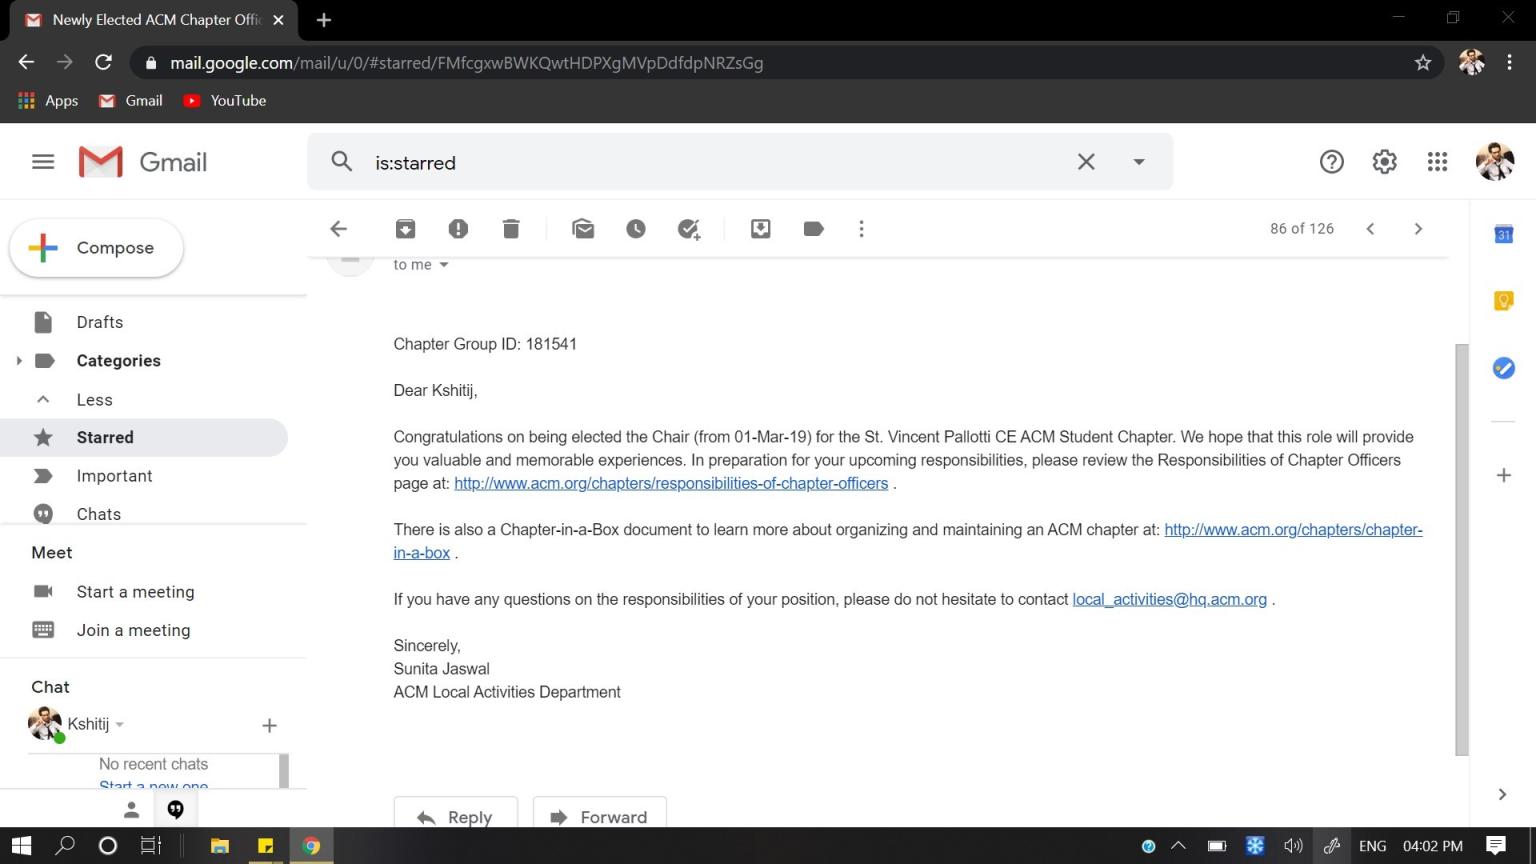 Newly Elected ACM Chapter Offic
mail.google.com/mail/u/0/#starred/FMfcgxwBWKQwtHDPXgMVpDdfdpNRZsGg
Apps Gmail YouTube
Gmail
is:starred
Compose
86 of 126
31
to me
Drafts
Categories
Less
Starred
Important
Chats
Meet
Start a meeting
Join a meeting
Chat
Kshitij
No recent chats
Start a new one
Chapter Group ID: 181541
Dear Kshitij,
Congratulations on being elected the Chair (from 01-Mar-19) for the St. Vincent Pallotti CE ACM Student Chapter. We hope that this role will provide
you valuable and memorable experiences. In preparation for your upcoming responsibilities, please review the Responsibilities of Chapter Officers
page at: http://www.acm.org/chapters/responsibilities-of-chapter-officers .
There is also a Chapter-in-a-Box document to learn more about organizing and maintaining an ACM chapter at: http://www.acm.org/chapters/chapter-
in-a-box .
If you have any questions on the responsibilities of your position, please do not hesitate to contact local_activities@hq.acm.org .
Sincerely,
Sunita Jaswal
ACM Local Activities Department
Reply Forward
ENG 04:02 PM